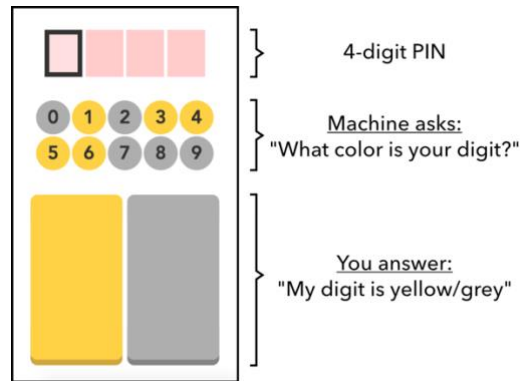 4-digit PIN
0 1 2 3 4
5 6 7 8 9
Machine asks:
"What color is your digit?"
You answer:
"My digit is yellow/grey"